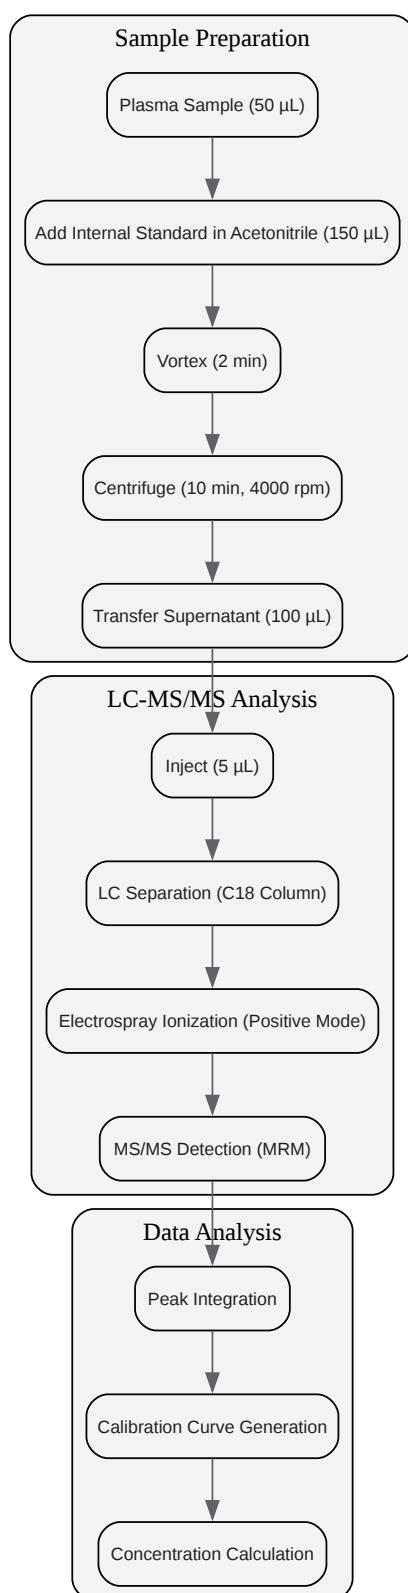 Sample Preparation
Plasma Sample (50 µL)
Add Internal Standard in Acetonitrile (150 µL)
Vortex (2 min)
Centrifuge (10 min, 4000 rpm)
Transfer Supernatant (100 µL)
LC-MS/MS Analysis
Inject (5 µL)
LC Separation (C18 Column)
Electrospray Ionization (Positive Mode)
MS/MS Detection (MRM)
Data Analysis
Peak Integration
Calibration Curve Generation
Concentration Calculation